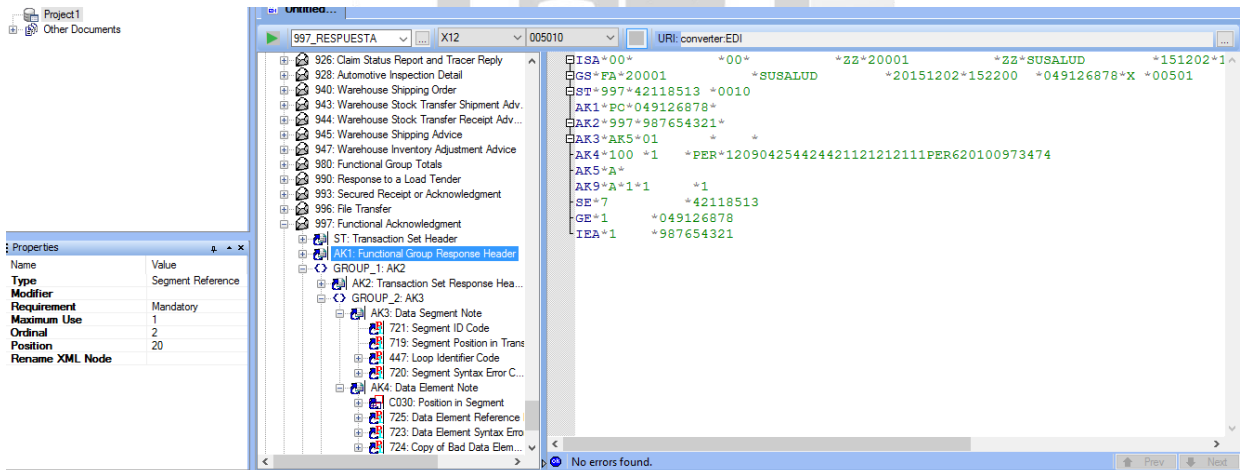 Project1
Other Documents
Untitled...
997_RESPUESTA ... X12 005010 URI: converter:EDI ...
926: Claim Status Report and Tracer Reply
928: Automotive Inspection Detail
940: Warehouse Shipping Order
943: Warehouse Stock Transfer Shipment Adv.
944: Warehouse Stock Transfer Receipt Adv...
945: Warehouse Shipping Advice
947: Warehouse Inventory Adjustment Advice
980: Functional Group Totals
990: Response to a Load Tender
993: Secured Receipt or Acknowledgment
996: File Transfer
997: Functional Acknowledgment
ST: Transaction Set Header
AK1: Functional Group Response Header
GROUP_1: AK2
AK2: Transaction Set Response Hea...
GROUP_2: AK3
AK3: Data Segment Note
721: Segment ID Code
719: Segment Position in Trans
447: Loop Identifier Code
720: Segment Syntax Error C...
AK4: Data Element Note
C030: Position in Segment
725: Data Element Reference
723: Data Element Syntax Erro
724: Copy of Bad Data Elem...
ISA*00* *00* *ZZ*20001 *ZZ*SUSALUD *151202*1
GS*FA*20001 *SUSALUD *20151202*152200 *049126878*X *00501
ST*997*42118513 *0010
AK1*PC*049126878*
AK2*997*987654321*
AK3*AK5*01 * *
AK4*100 *1 *PER*120904254424421121212111PER620100973474
AK5*A*
AK9*A*1*1 *1
SE*7 *42118513
GE*1 *049126878
IEA*1 *987654321
Properties
Name Value
Type Segment Reference
Modifier
Requirement Mandatory
Maximum Use 1
Ordinal 2
Position 20
Rename XML Node
No errors found.
Prev Next